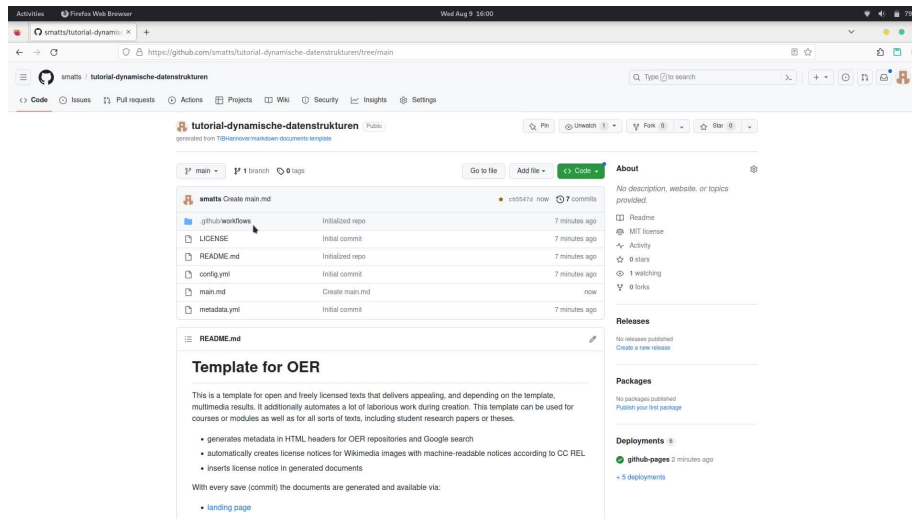 Activities Firefox Web Browser Wed Aug 9 16:00 79
smatts/tutorial-dynamisc × +
https://github.com/smatts/tutorial-dynamische-datenstrukturen/tree/main
smatts / tutorial-dynamische-datenstrukturen Type / to search
Code Issues Pull requests Actions Projects Wiki Security Insights Settings
tutorial-dynamische-datenstrukturen Public Pin Unwatch 1 Fork 0 Star 0
generated from TIBHannover/markdown-documents-template
main 1 branch 0 tags Go to file Add file Code
smatts Create main.md cb5547d now 7 commits
.github/workflows Initialized repo 7 minutes ago
LICENSE Initial commit 7 minutes ago
README.md Initialized repo 7 minutes ago
config.yml Initial commit 7 minutes ago
main.md Create main.md now
metadata.yml Initial commit 7 minutes ago
README.md
Template for OER
This is a template for open and freely licensed texts that delivers appealing, and depending on the template,
multimedia results. It additionally automates a lot of laborious work during creation. This template can be used for
courses or modules as well as for all sorts of texts, including student research papers or theses.
• generates metadata in HTML headers for OER repositories and Google search
• automatically creates license notices for Wikimedia images with machine-readable notices according to CC REL
• inserts license notice in generated documents
With every save (commit) the documents are generated and available via:
• landing page
About
No description, website, or topics
provided.
Readme
MIT license
Activity
0 stars
1 watching
0 forks
Releases
No releases published
Create a new release
Packages
No packages published
Publish your first package
Deployments 6
github-pages 2 minutes ago
+ 5 deployments